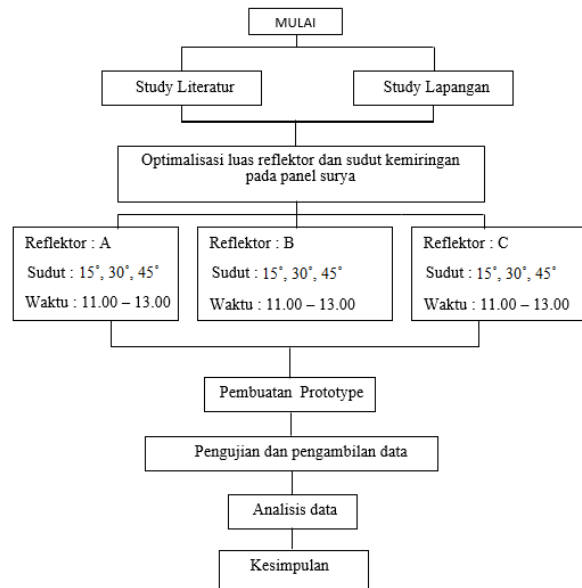 MULAI
Study Literatur
Study Lapangan
Optimalisasi luas reflektor dan sudut kemiringan
pada panel surya
Reflektor : A
Sudut : 15˚, 30˚, 45˚
Waktu : 11.00 – 13.00
Reflektor : B
Sudut : 15˚, 30˚, 45˚
Waktu : 11.00 – 13.00
Reflektor : C
Sudut : 15˚, 30˚, 45˚
Waktu : 11.00 – 13.00
Pembuatan Prototype
Pengujian dan pengambilan data
Analisis data
Kesimpulan